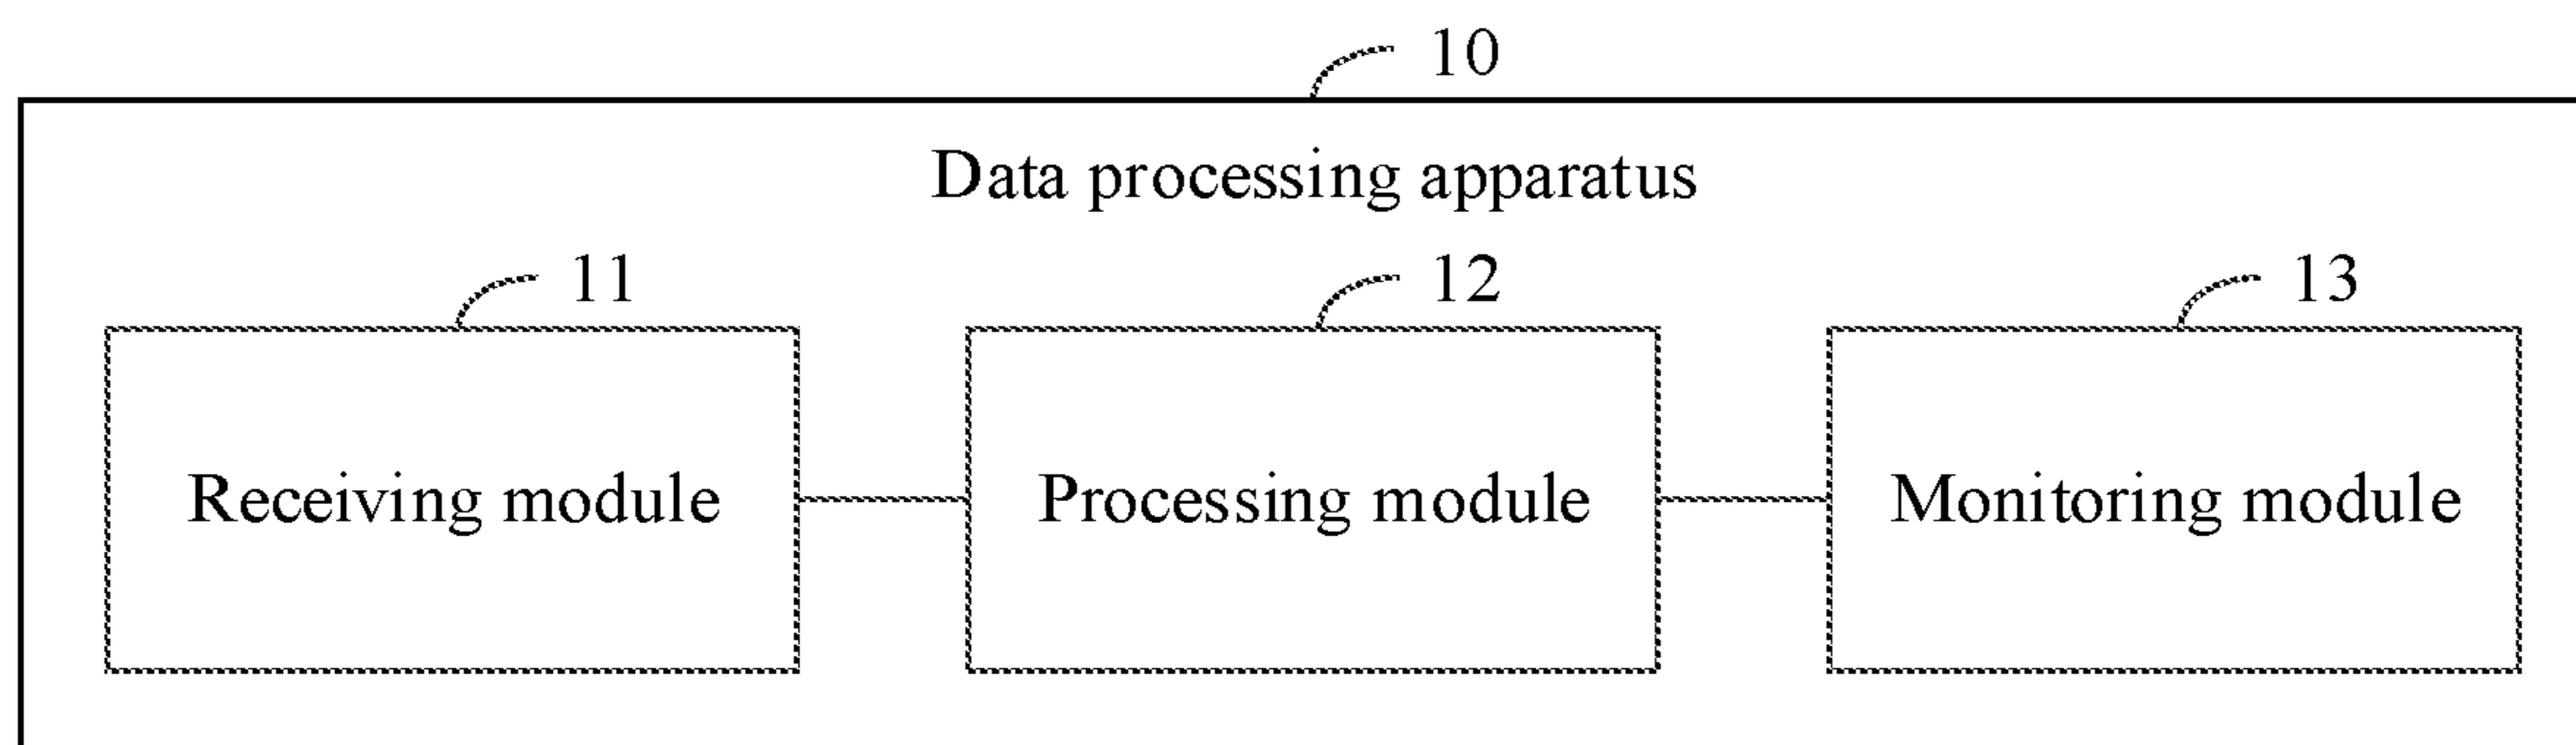 10
Data processing apparatus
11 12 13
Receiving module Processing module Monitoring module